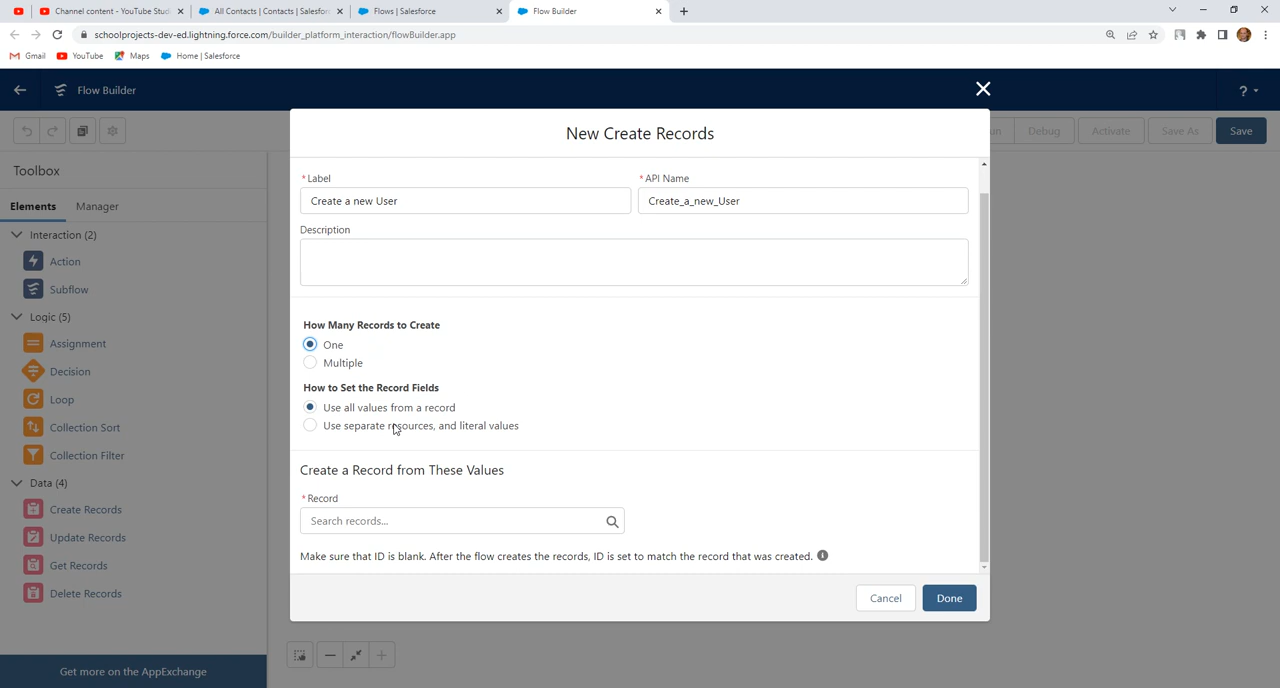 Channel content - YouTube Stud
All Contacts | Contacts | Salesfor
Flows | Salesforce
Flow Builder
schoolprojects-dev-ed.lightning.force.com/builder_platform_interaction/flowBuilder.app
Gmail YouTube Maps Home | Salesforce
Flow Builder
?
New Create Records
un Debug Activate Save As Save
Toolbox
Elements Manager
Interaction (2)
Action
Subflow
Logic (5)
Assignment
Decision
Loop
Collection Sort
Collection Filter
Data (4)
Create Records
Update Records
Get Records
Delete Records
Get more on the AppExchange
* Label * API Name
Create a new User Create_a_new_User
Description
How Many Records to Create
One
Multiple
How to Set the Record Fields
Use all values from a record
Use separate resources, and literal values
Create a Record from These Values
* Record
Search records...
Make sure that ID is blank. After the flow creates the records, ID is set to match the record that was created.
Cancel Done